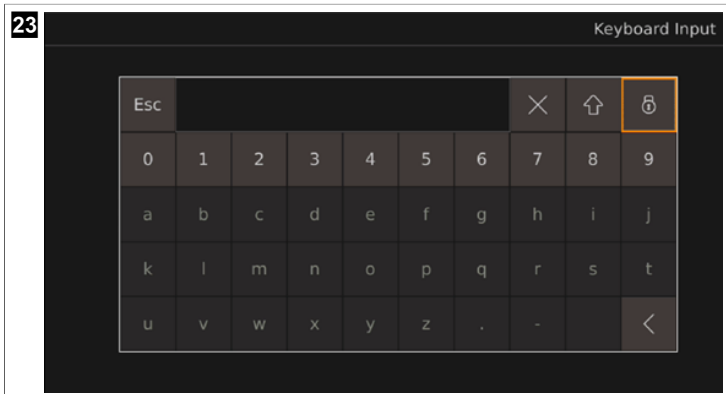 23
Keyboard Input
Esc
0 1 2 3 4 5 6 7 8 9
a b c d e f g h i j
k l m n o p q r s t
u v w x y z . -